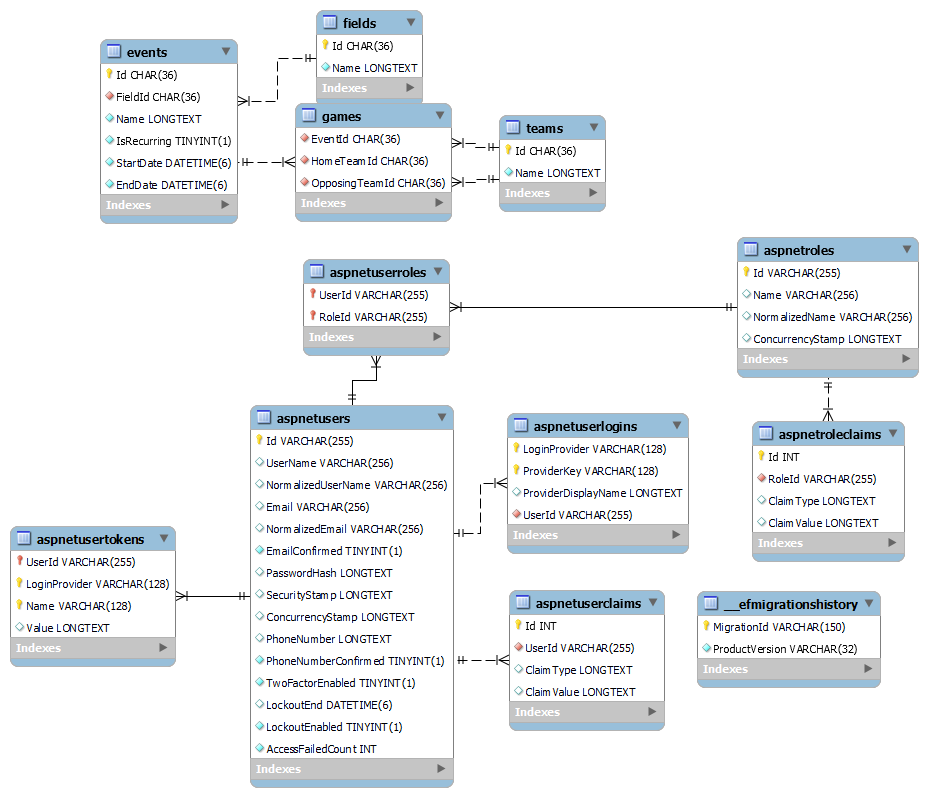 fields
Id CHAR(36)
Name LONGTEXT
Indexes
events
Id CHAR(36)
FieldId CHAR(36)
Name LONGTEXT
IsRecurring TINYINT(1)
StartDate DATETIME(6)
EndDate DATETIME(6)
Indexes
games
EventId CHAR(36)
HomeTeamId CHAR(36)
OpposingTeamId CHAR(36)
Indexes
teams
Id CHAR(36)
Name LONGTEXT
Indexes
aspnetuserroles
UserId VARCHAR(255)
RoleId VARCHAR(255)
Indexes
aspnetroles
Id VARCHAR(255)
Name VARCHAR(256)
NormalizedName VARCHAR(256)
ConcurrencyStamp LONGTEXT
Indexes
aspnetusers
Id VARCHAR(255)
UserName VARCHAR(256)
NormalizedUserName VARCHAR(256)
Email VARCHAR(256)
NormalizedEmail VARCHAR(256)
EmailConfirmed TINYINT(1)
PasswordHash LONGTEXT
SecurityStamp LONGTEXT
ConcurrencyStamp LONGTEXT
PhoneNumber LONGTEXT
PhoneNumberConfirmed TINYINT(1)
TwoFactorEnabled TINYINT(1)
LockoutEnd DATETIME(6)
LockoutEnabled TINYINT(1)
AccessFailedCount INT
Indexes
aspnetuserlogins
LoginProvider VARCHAR(128)
ProviderKey VARCHAR(128)
ProviderDisplayName LONGTEXT
UserId VARCHAR(255)
Indexes
aspnetroleclaims
Id INT
RoleId VARCHAR(255)
ClaimType LONGTEXT
ClaimValue LONGTEXT
Indexes
aspnetusertokens
UserId VARCHAR(255)
LoginProvider VARCHAR(128)
Name VARCHAR(128)
Value LONGTEXT
Indexes
aspnetuserclaims
Id INT
UserId VARCHAR(255)
ClaimType LONGTEXT
ClaimValue LONGTEXT
Indexes
__efmigrationshistory
MigrationId VARCHAR(150)
ProductVersion VARCHAR(32)
Indexes